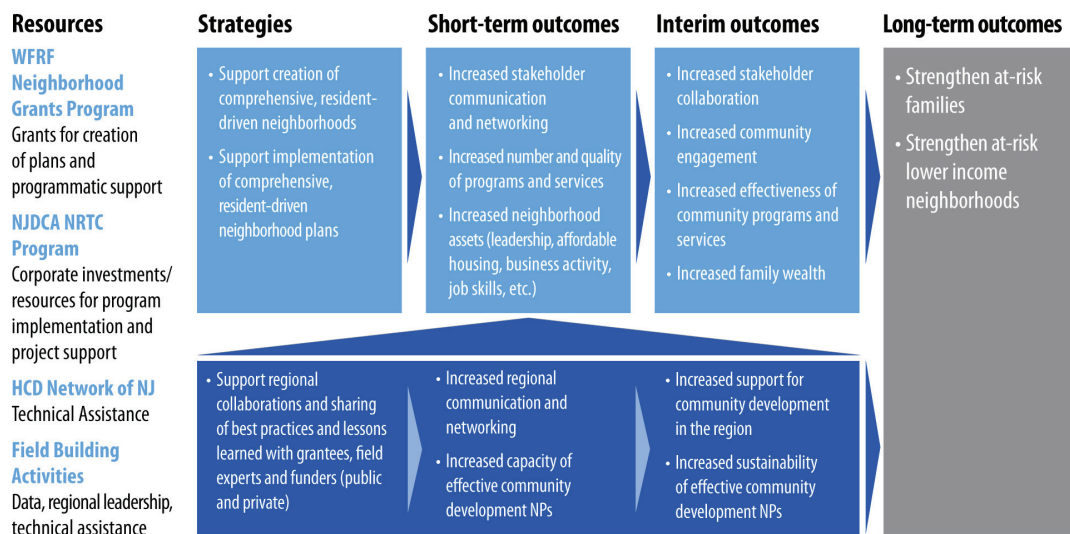 Resources
WFRF
Neighborhood
Grants Program
Grants for creation
of plans and
programmatic support
NJDCA NRTC
Program
Corporate investments/
resources for program
implementation and
project support
HCD Network of NJ
Technical Assistance
Field Building
Activities
Data, regional leadership,
technical assistance
Strategies
• Support creation of
comprehensive, resident-
driven neighborhoods
• Support implementation
of comprehensive,
resident-driven
neighborhood plans
Short-term outcomes
• Increased stakeholder
communication
and networking
• Increased number and quality
of programs and services
• Increased neighborhood
assets (leadership, affordable
housing, business activity,
job skills, etc.)
Interim outcomes
• Increased stakeholder
collaboration
• Increased community
engagement
• Increased effectiveness of
community programs and
services
• Increased family wealth
Long-term outcomes
• Strengthen at-risk
families
• Strengthen at-risk
lower income
neighborhoods
• Support regional
collaborations and sharing
of best practices and lessons
learned with grantees, field
experts and funders (public
and private)
• Increased regional
communication and
networking
• Increased capacity of
effective community
development NPs
• Increased support for
community development
in the region
• Increased sustainability
of effective community
development NPs